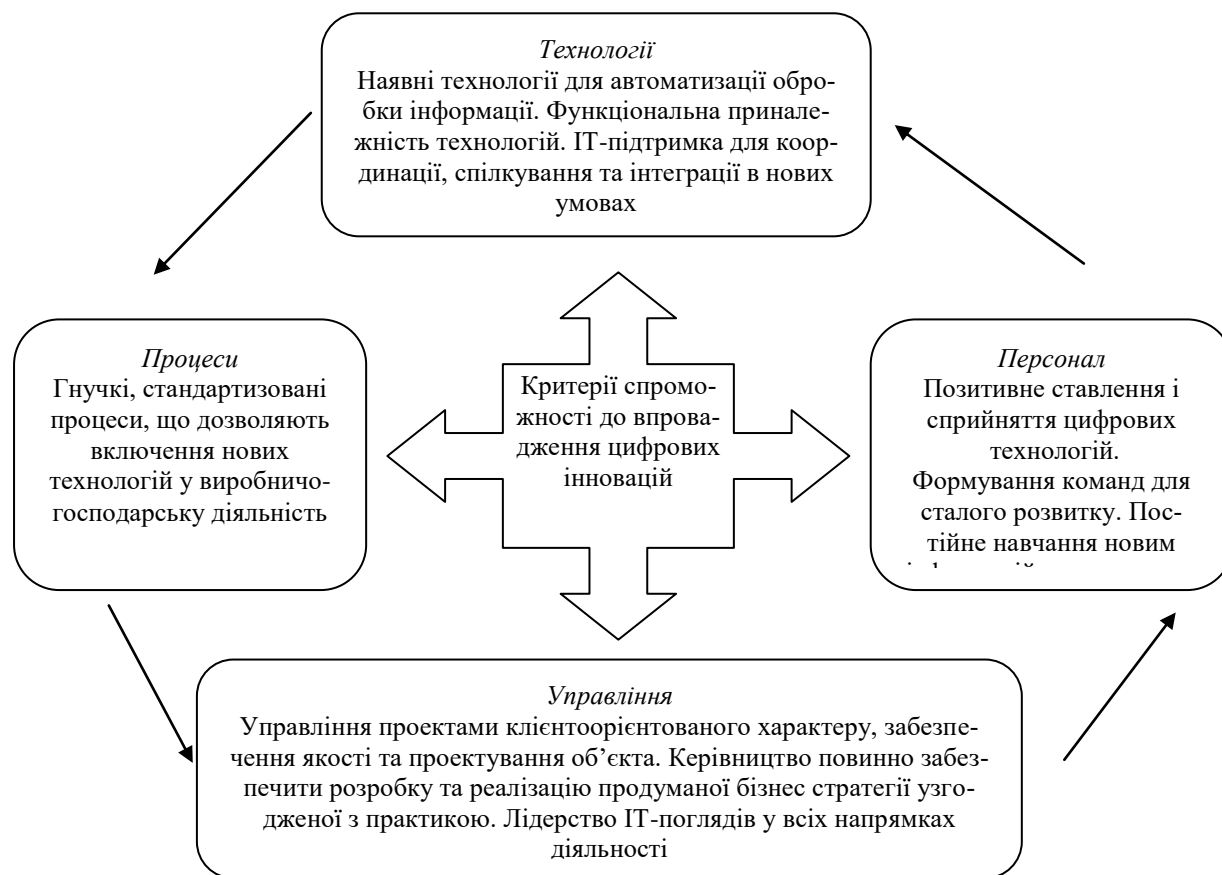 Технології
Наявні технології для автоматизації обро-
бки інформації. Функціональна принале-
жність технологій. ІТ-підтримка для коор-
динації, спілкування та інтеграції в нових
умовах
Процеси
Гнучкі, стандартизовані
процеси, що дозволяють
включення нових
технологій у виробничо-
господарську діяльність
Критерії спромо-
жності до впрова-
дження цифрових
інновацій
Персонал
Позитивне ставлення і
сприйняття цифрових
технологій.
Формування команд для
сталого розвитку. Пос-
тійне навчання новим
Управління
Управління проектами клієнтоорієнтованого характеру, забезпе-
чення якості та проектування об’єкта. Керівництво повинно забез-
печити розробку та реалізацію продуманої бізнес стратегії узго-
дженої з практикою. Лідерство ІТ-поглядів у всіх напрямках
діяльності